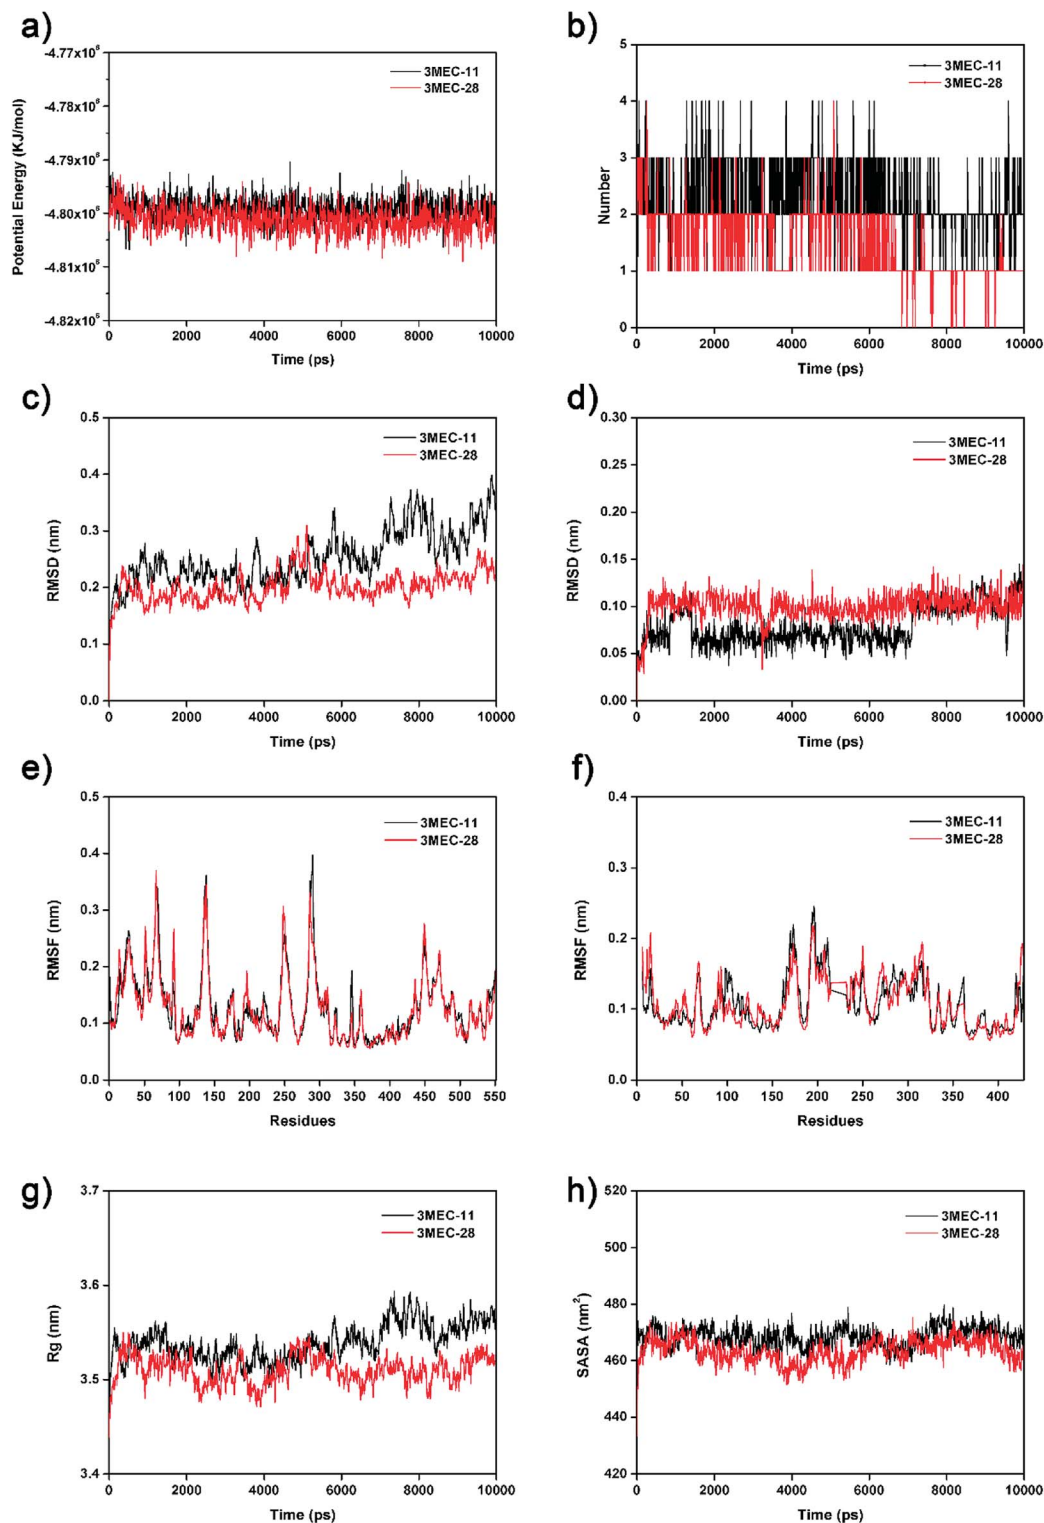 a)
-4.77x10⁶
-4.78x10⁶
-4.79x10⁶
-4.80x10⁶
-4.81x10⁶
-4.82x10⁶
Potential Energy (KJ/mol)
3MEC-11
3MEC-28
0 2000 4000 6000 8000 10000
Time (ps)
b)
5
4
3
2
1
0
Number
3MEC-11
3MEC-28
0 2000 4000 6000 8000 10000
Time (ps)
c)
0.5
0.4
0.3
0.2
0.1
0.0
RMSD (nm)
3MEC-11
3MEC-28
0 2000 4000 6000 8000 10000
Time (ps)
d)
0.30
0.25
0.20
0.15
0.10
0.05
0.00
RMSD (nm)
3MEC-11
3MEC-28
0 2000 4000 6000 8000 10000
Time (ps)
e)
0.5
0.4
0.3
0.2
0.1
0.0
RMSF (nm)
3MEC-11
3MEC-28
0 50 100 150 200 250 300 350 400 450 500 550
Residues
f)
0.4
0.3
0.2
0.1
0.0
RMSF (nm)
3MEC-11
3MEC-28
0 50 100 150 200 250 300 350 400
Residues
g)
3.7
3.6
3.5
3.4
Rg (nm)
3MEC-11
3MEC-28
0 2000 4000 6000 8000 10000
Time (ps)
h)
520
500
480
460
440
420
SASA (nm²)
3MEC-11
3MEC-28
0 2000 4000 6000 8000 10000
Time (ps)